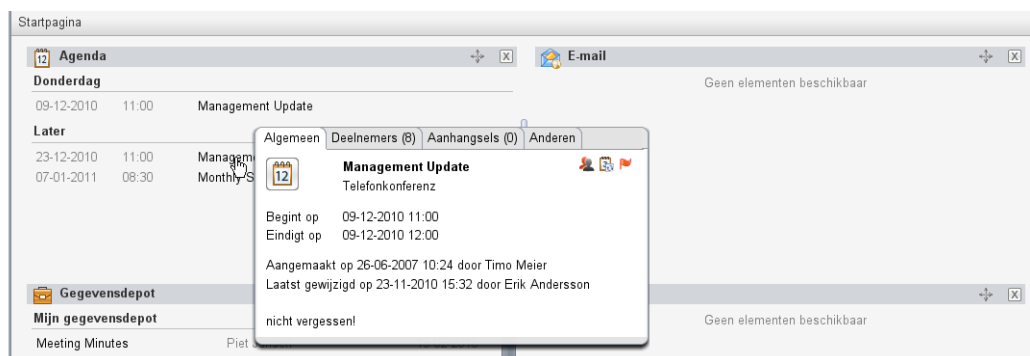 Startpagina
Agenda
Donderdag
09-12-2010 11:00 Management Update
Later
23-12-2010 11:00
07-01-2011 08:30 Monthly S
E-mail
Geen elementen beschikbaar
Algemeen Deelnemers (8) Aanhangsels (0) Anderen
12 Management Update
Telefonkonferenz
Begint op 09-12-2010 11:00
Eindigt op 09-12-2010 12:00
Aangemaakt op 26-06-2007 10:24 door Timo Meier
Laatst gewijzigd op 23-11-2010 15:32 door Erik Andersson
nicht vergessen!
Gegevensdepot
Mijn gegevensdepot
Meeting Minutes Piet
Geen elementen beschikbaar